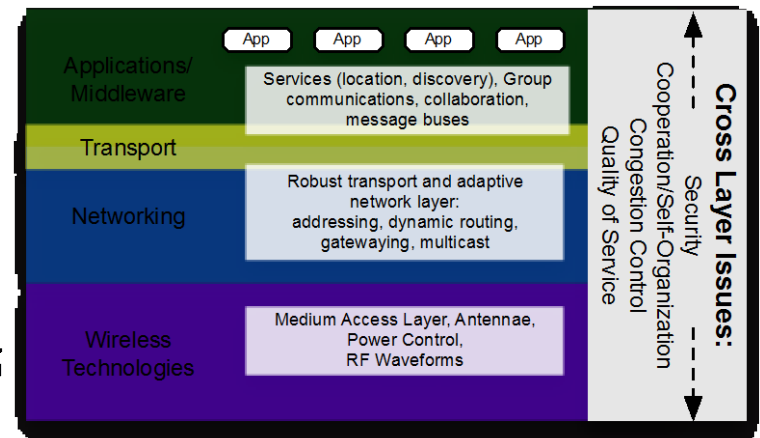 App
App
App
App
Applications/
Middleware
Services (location, discovery), Group
communications, collaboration,
message buses
Transport
Networking
Robust transport and adaptive
network layer:
addressing, dynamic routing,
gatewaying, multicast
Wireless
Technologies
Medium Access Layer, Antennae,
Power Control,
RF Waveforms
Cross Layer Issues:
Security
Cooperation/Self-Organization
Congestion Control
Quality of Service